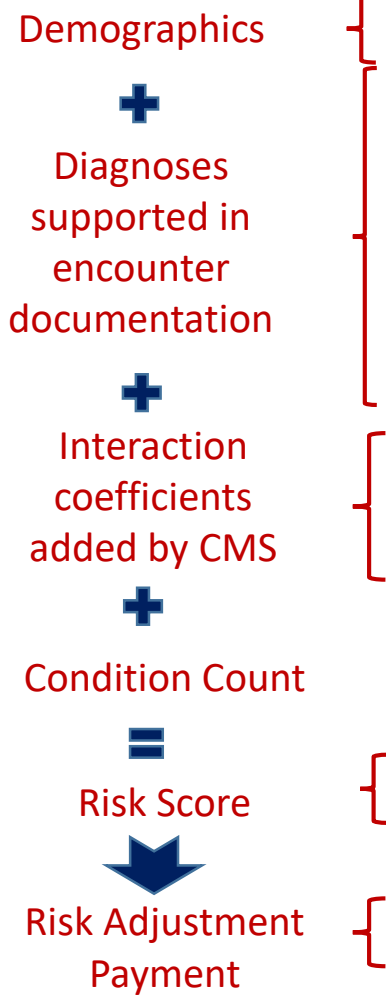 Demographics
+
Diagnoses
supported in
encounter
documentation
+
Interaction
coefficients
added by CMS
+
Condition Count
=
Risk Score
Risk Adjustment
Payment